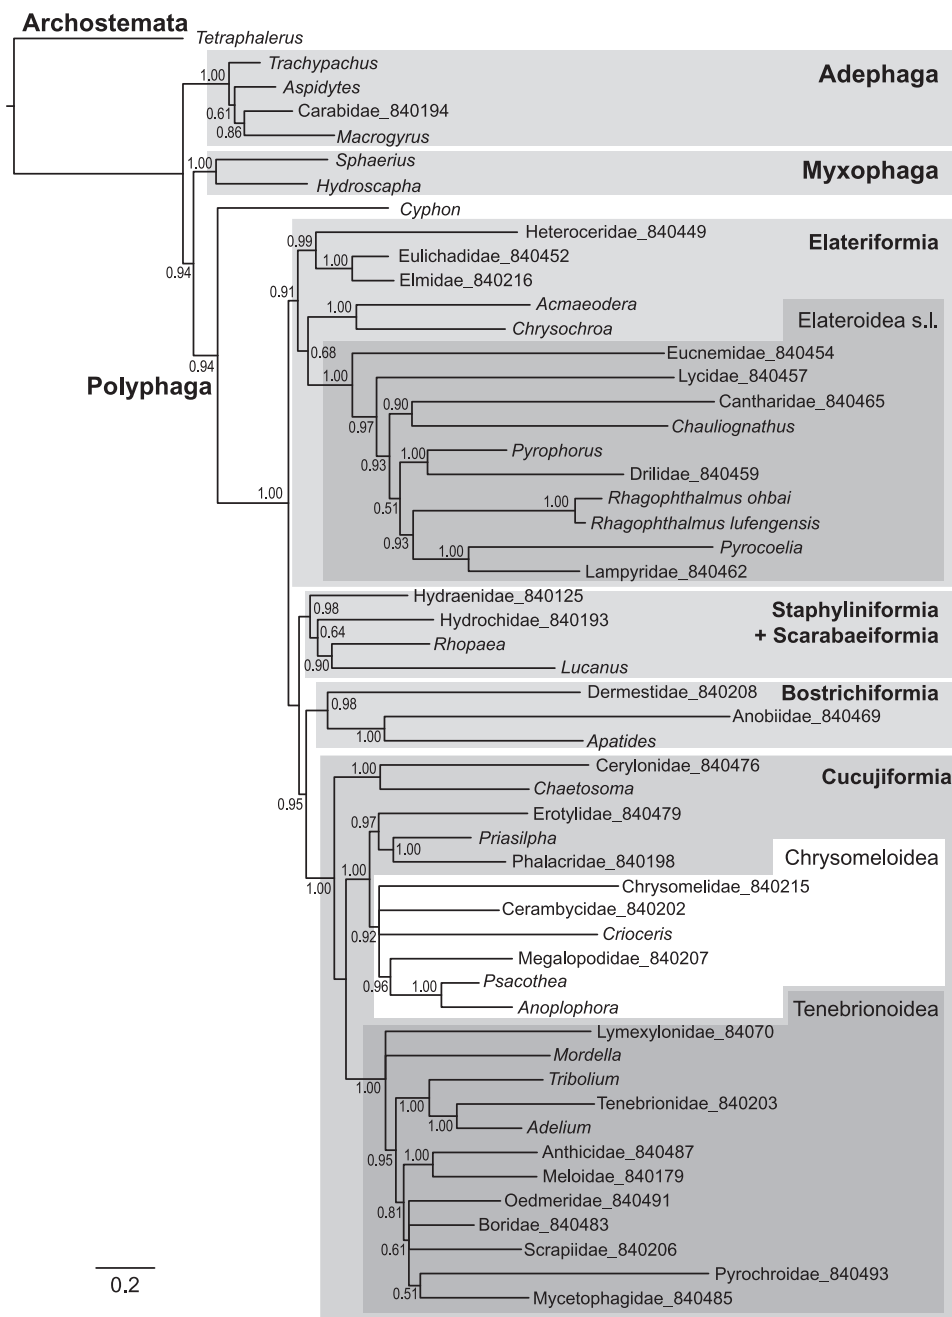 Archostemata
Tetraphalerus
1.00
Trachypachus
Adephaga
Aspidytes
0.61
Carabidae_840194
0.86
Macrogyrus
1.00
Sphaerius
Myxophaga
Hydroscapha
Cyphon
0.94
0.99
Heteroceridae_840449
Elateriformia
1.00
Eulichadidae_840452
Elmidae_840216
0.91
1.00
Acmaeodera
Chrysochroa
Elateroidea s.l.
0.68
Eucnemidae_840454
0.94
1.00
Lycidae_840457
Polyphaga
0.90
Cantharidae_840465
0.97
Chauliognathus
1.00
Pyrophorus
0.93
Drilidae_840459
1.00
1.00
Rhagophthalmus ohbai
0.51
Rhagophthalmus lufengensis
0.93
1.00
Pyrocoelia
Lampyridae_840462
Hydraenidae_840125
Staphyliniformia
0.98
Hydrochidae_840193
+ Scarabaeiformia
0.64
Rhopaea
0.90
Lucanus
Dermestidae_840208
Bostrichiformia
0.98
Anobiidae_840469
1.00
Apatides
1.00
Cerylonidae_840476
Cucujiformia
0.95
Chaetosoma
0.97
Erotylidae_840479
Priasilpha
1.00
Phalacridae_840198
Chrysomeloidea
1.00
1.00
Chrysomelidae_840215
Cerambycidae_840202
0.92
Crioceris
Megalopodidae_840207
0.96
1.00
Psacothea
Anoplophora
Tenebrionoidea
Lymexylonidae_84070
Mordella
1.00
Tribolium
1.00
Tenebrionidae_840203
1.00
Adelium
0.95
1.00
Anthicidae_840487
Meloidae_840179
0.81
Oedmeridae_840491
Boridae_840483
0.61
Scrapiidae_840206
Pyrochroidae_840493
0.51
Mycetophagidae_840485
0.2